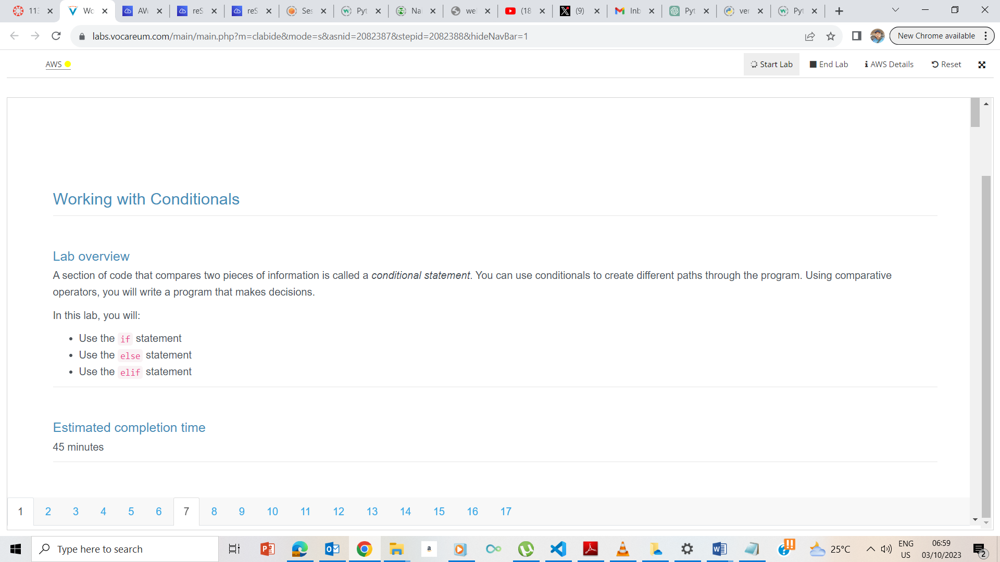 113
Wo
AW
reS
reS
Ses
Pyt
Nar
wel
(18
(9)
Inb
Pyt
ver
Pyt
labs.vocareum.com/main/main.php?m=clabide&mode=s&asnid=2082387&stepid=2082388&hideNavBar=1
New Chrome available
AWS
Start Lab
End Lab
AWS Details
Reset
Working with Conditionals
Lab overview
A section of code that compares two pieces of information is called a conditional statement. You can use conditionals to create different paths through the program. Using comparative
operators, you will write a program that makes decisions.
In this lab, you will:
• Use the if statement
• Use the else statement
• Use the elif statement
Estimated completion time
45 minutes
1 2 3 4 5 6 7 8 9 10 11 12 13 14 15 16 17
Type here to search
25°C
ENG
US
06:59
03/10/2023
2